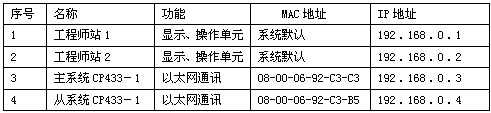 序号 名称 功能 MAC 地址 IP 地址
1 工程师站 1 显示、操作单元 系统默认 192.168.0.1
2 工程师站 2 显示、操作单元 系统默认 192.168.0.2
3 主系统 CP433－1 以太网通讯 08-00-06-92-C3-C3 192.168.0.3
4 从系统 CP433－1 以太网通讯 08-00-06-92-C3-B5 192.168.0.4